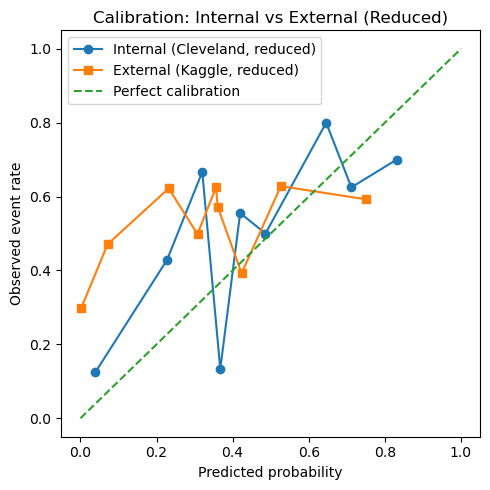 Calibration: Internal vs External (Reduced)
Internal (Cleveland, reduced)
External (Kaggle, reduced)
Perfect calibration
Observed event rate
1.0
0.8
0.6
0.4
0.2
0.0
0.0 0.2 0.4 0.6 0.8 1.0
Predicted probability